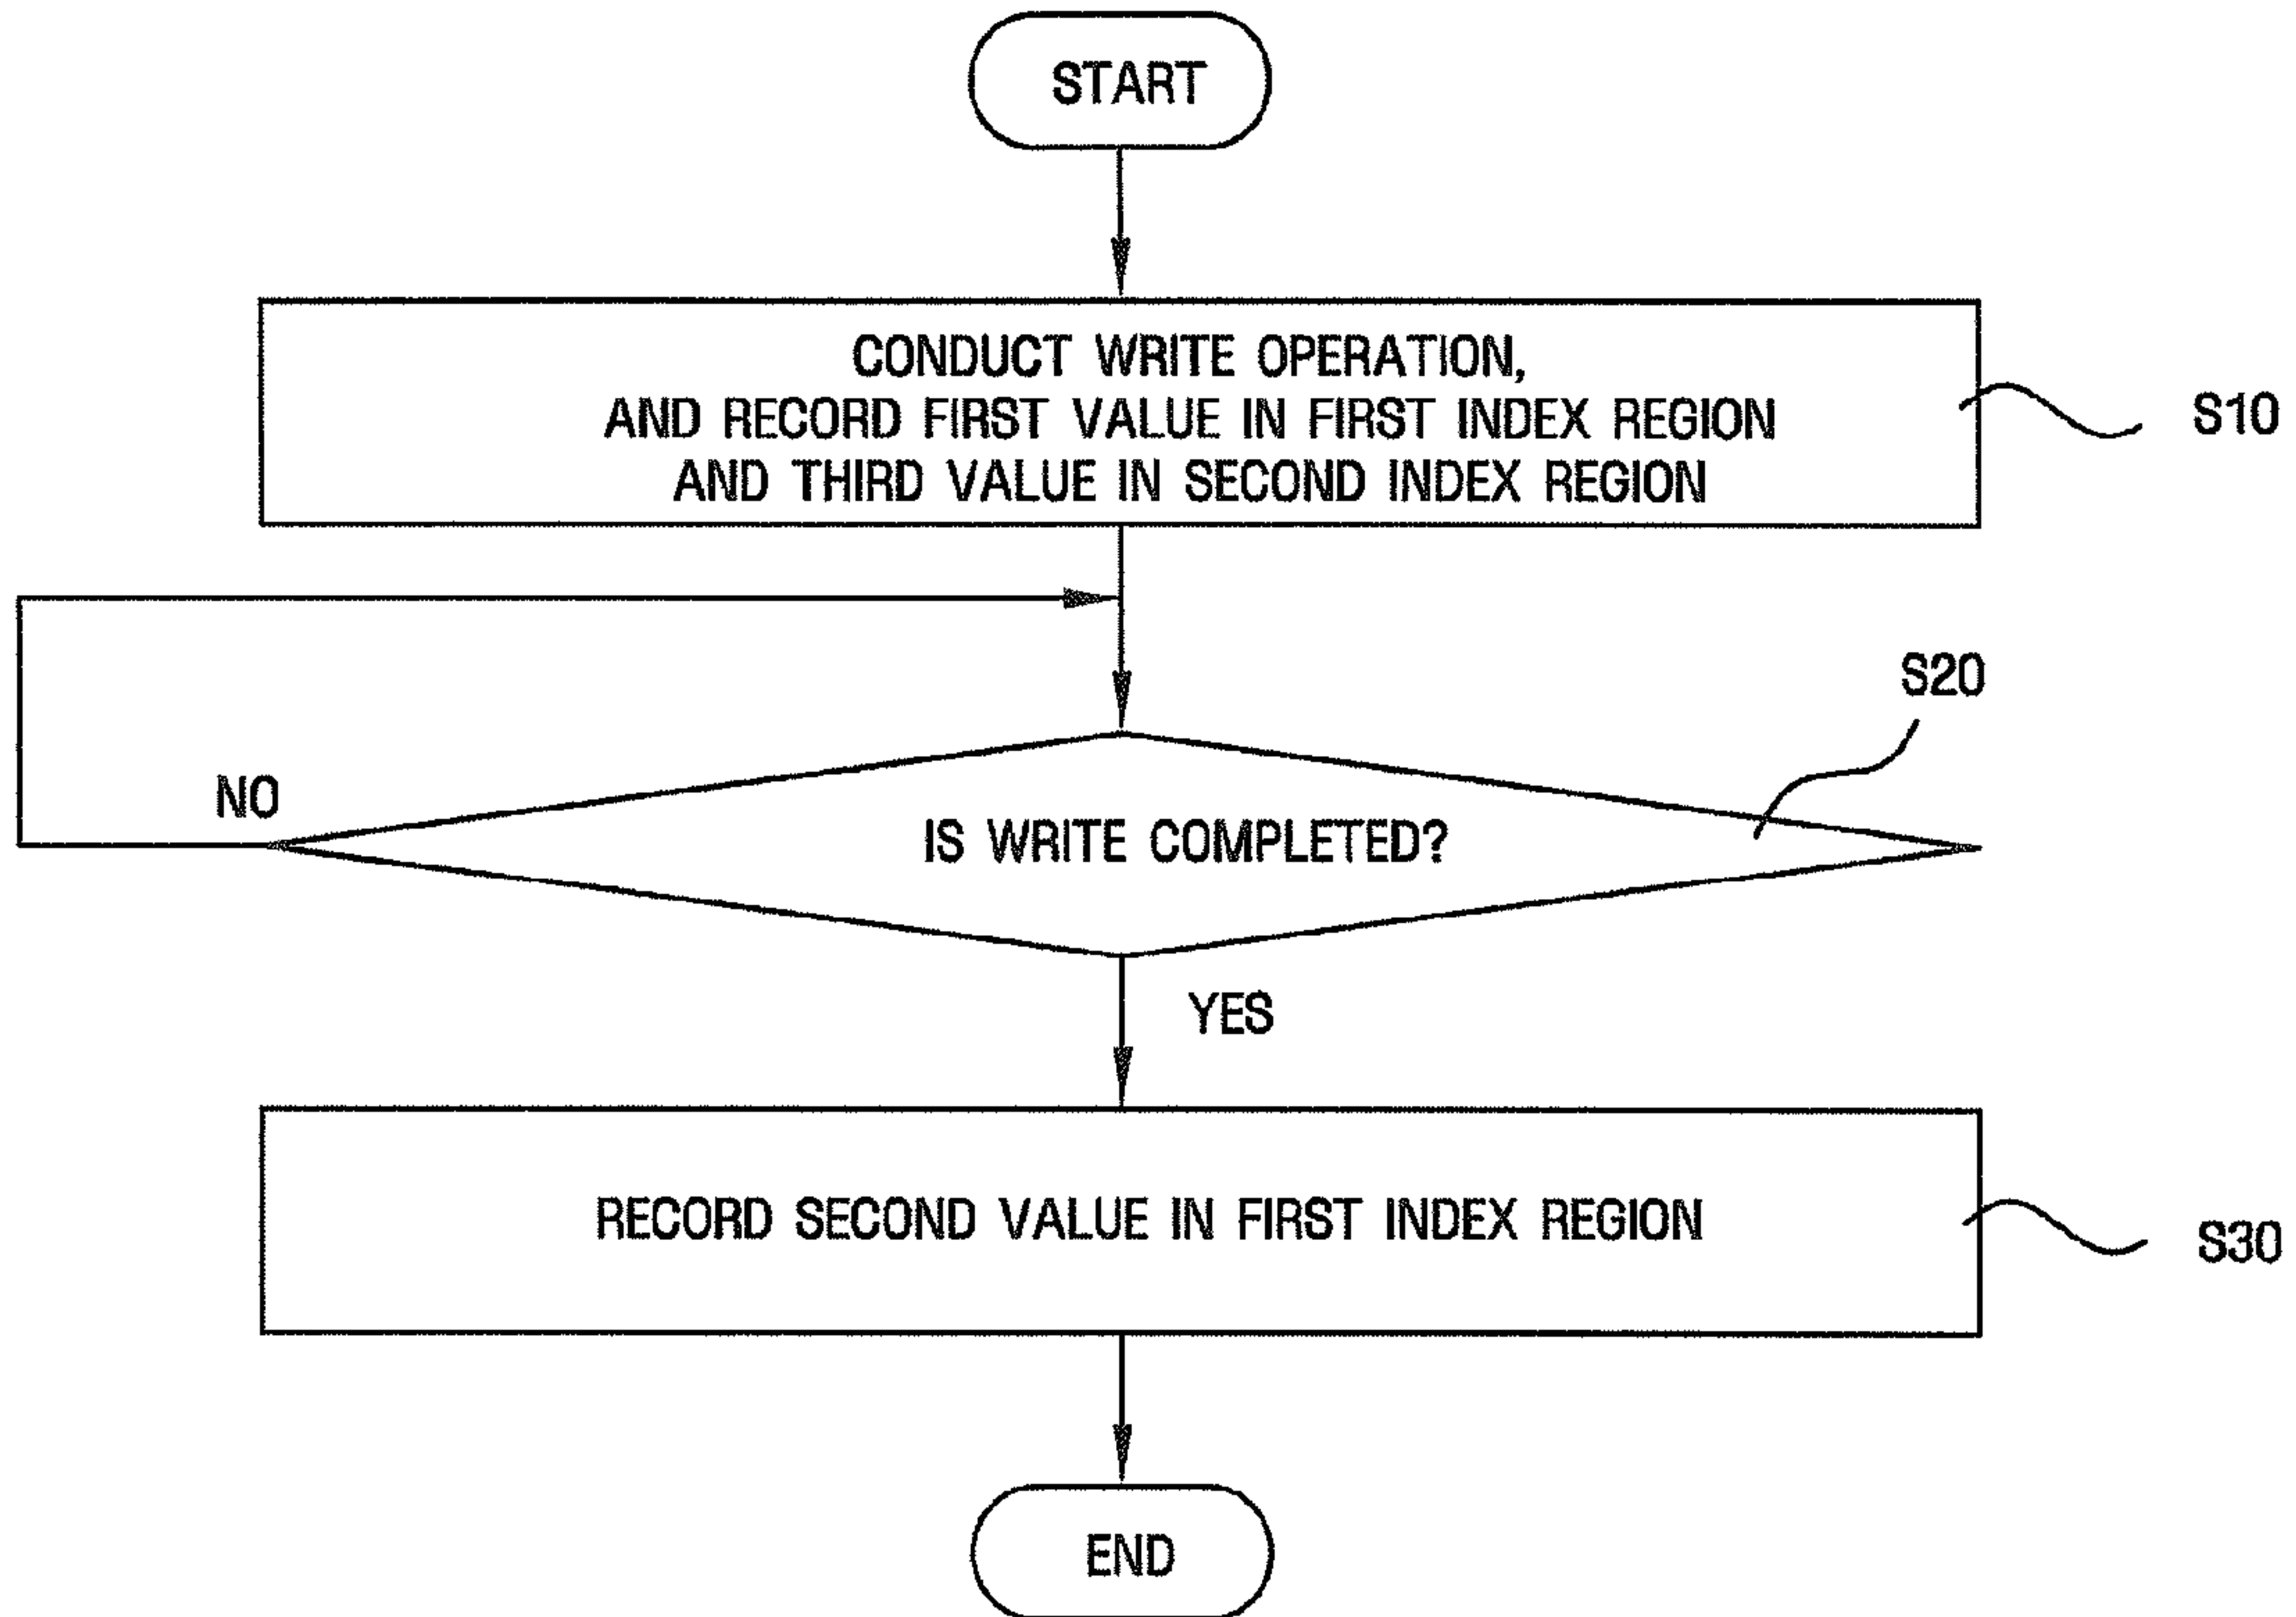 START
CONDUCT WRITE OPERATION,
AND RECORD FIRST VALUE IN FIRST INDEX REGION
AND THIRD VALUE IN SECOND INDEX REGION
S10
S20
NO
IS WRITE COMPLETED?
YES
RECORD SECOND VALUE IN FIRST INDEX REGION
S30
END